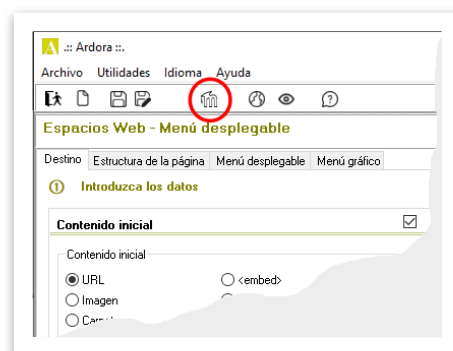 .:: Ardora ::.
Archivo Utilidades Idioma Ayuda
Espacios Web - Menú desplegable
Destino Estructura de la página Menú desplegable Menú gráfico
1 Introduzca los datos
Contenido inicial
Contenido inicial
URL <embed>
Imagen